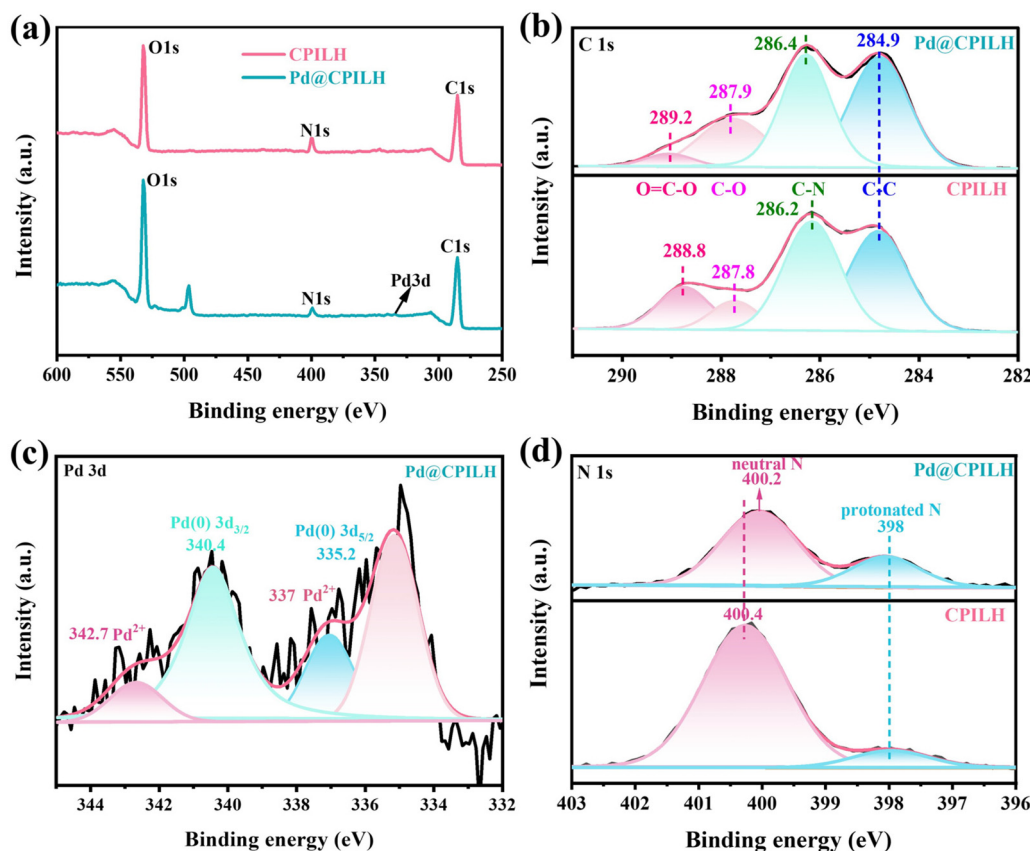 (a)
O1s
CPILH
Pd@CPILH
C1s
N1s
O1s
C1s
N1s
Pd3d
Intensity (a.u.)
600 550 500 450 400 350 300 250
Binding energy (eV)
(b)
C 1s
286.4
284.9
Pd@CPILH
287.9
289.2
O=C-O
C-O
C-N
C-C
CPILH
286.2
288.8
287.8
Intensity (a.u.)
290 288 286 284 282
Binding energy (eV)
(c)
Pd 3d
Pd@CPILH
Pd(0) 3d3/2
340.4
Pd(0) 3d5/2
335.2
337 Pd2+
342.7 Pd2+
Intensity (a.u.)
344 342 340 338 336 334 332
Binding energy (eV)
(d)
N 1s
neutral N
400.2
Pd@CPILH
protonated N
398
400.4
CPILH
Intensity (a.u.)
403 402 401 400 399 398 397 396
Binding energy (eV)